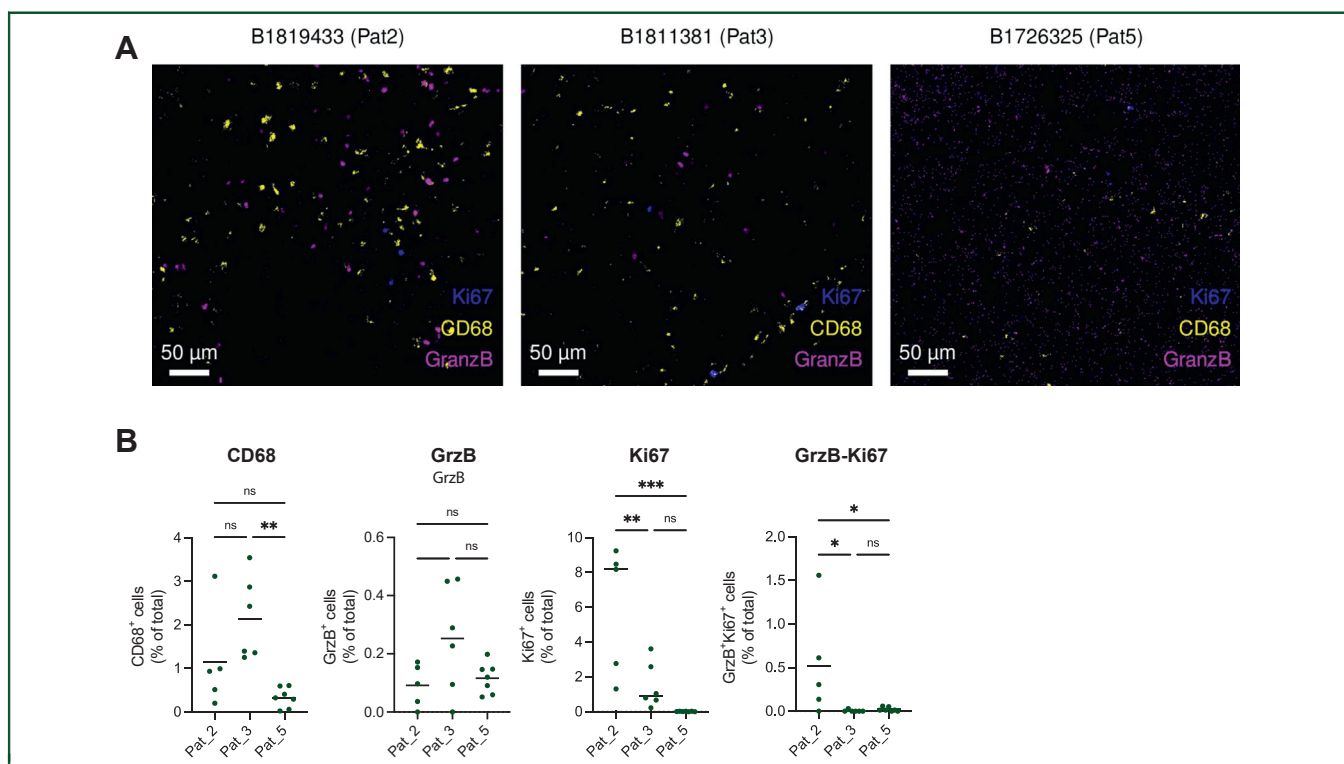 A
B1819433 (Pat2)
B1811381 (Pat3)
B1726325 (Pat5)
Ki67
CD68
GranzB
50 µm
Ki67
CD68
GranzB
50 µm
Ki67
CD68
GranzB
50 µm
B
CD68
ns
ns
**
4
3
2
1
0
CD68+ cells
(% of total)
Pat_2
Pat_3
Pat_5
GrzB
GrzB
ns
ns
0.6
0.4
0.2
0.0
GrzB+ cells
(% of total)
Pat_2
Pat_3
Pat_5
Ki67
***
**
ns
10
8
6
4
2
0
Ki67+ cells
(% of total)
Pat_2
Pat_3
Pat_5
GrzB-Ki67
*
*
ns
2.0
1.5
1.0
0.5
0.0
GrzB+Ki67+ cells
(% of total)
Pat_2
Pat_3
Pat_5